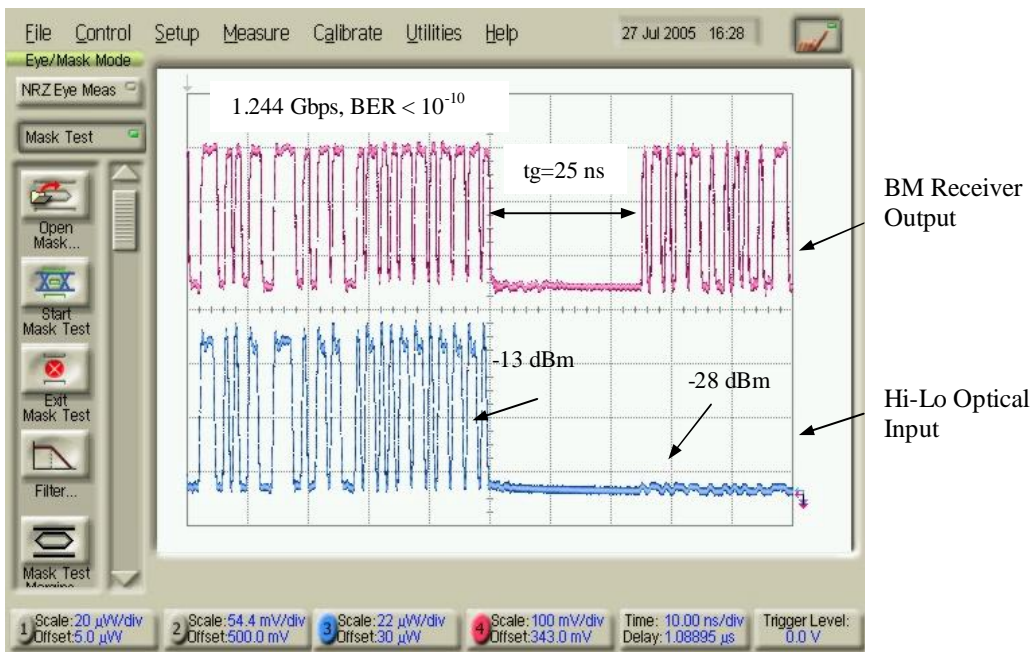 File Control Setup Measure Calibrate Utilities Help 27 Jul 2005 16:28
Eye/Mask Mode
NRZ Eye Meas
Mask Test
Open
Mask...
Start
Mask Test
Exit
Mask Test
Filter...
Mask Test
1.244 Gbps, BER < 10^-10
tg=25 ns
-13 dBm
-28 dBm
BM Receiver
Output
Hi-Lo Optical
Input
1 Scale: 20 µW/div
Offset: 5.0 µW
2 Scale: 54.4 mV/div
Offset: 500.0 mV
3 Scale: 22 µW/div
Offset: 30 µW
4 Scale: 100 mV/div
Offset: 343.0 mV
Time: 10.00 ns/div
Delay: 1.08895 µs
Trigger Level:
0.0 V